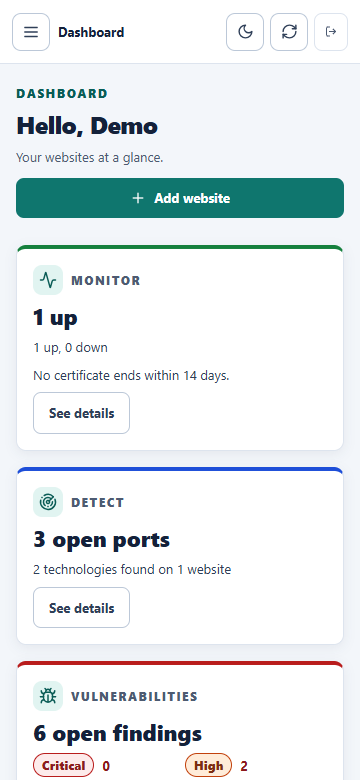 Dashboard
DASHBOARD
Hello, Demo
Your websites at a glance.
Add website
MONITOR
1 up
1 up, 0 down
No certificate ends within 14 days.
See details
DETECT
3 open ports
2 technologies found on 1 website
See details
VULNERABILITIES
6 open findings
Critical 0 High 2